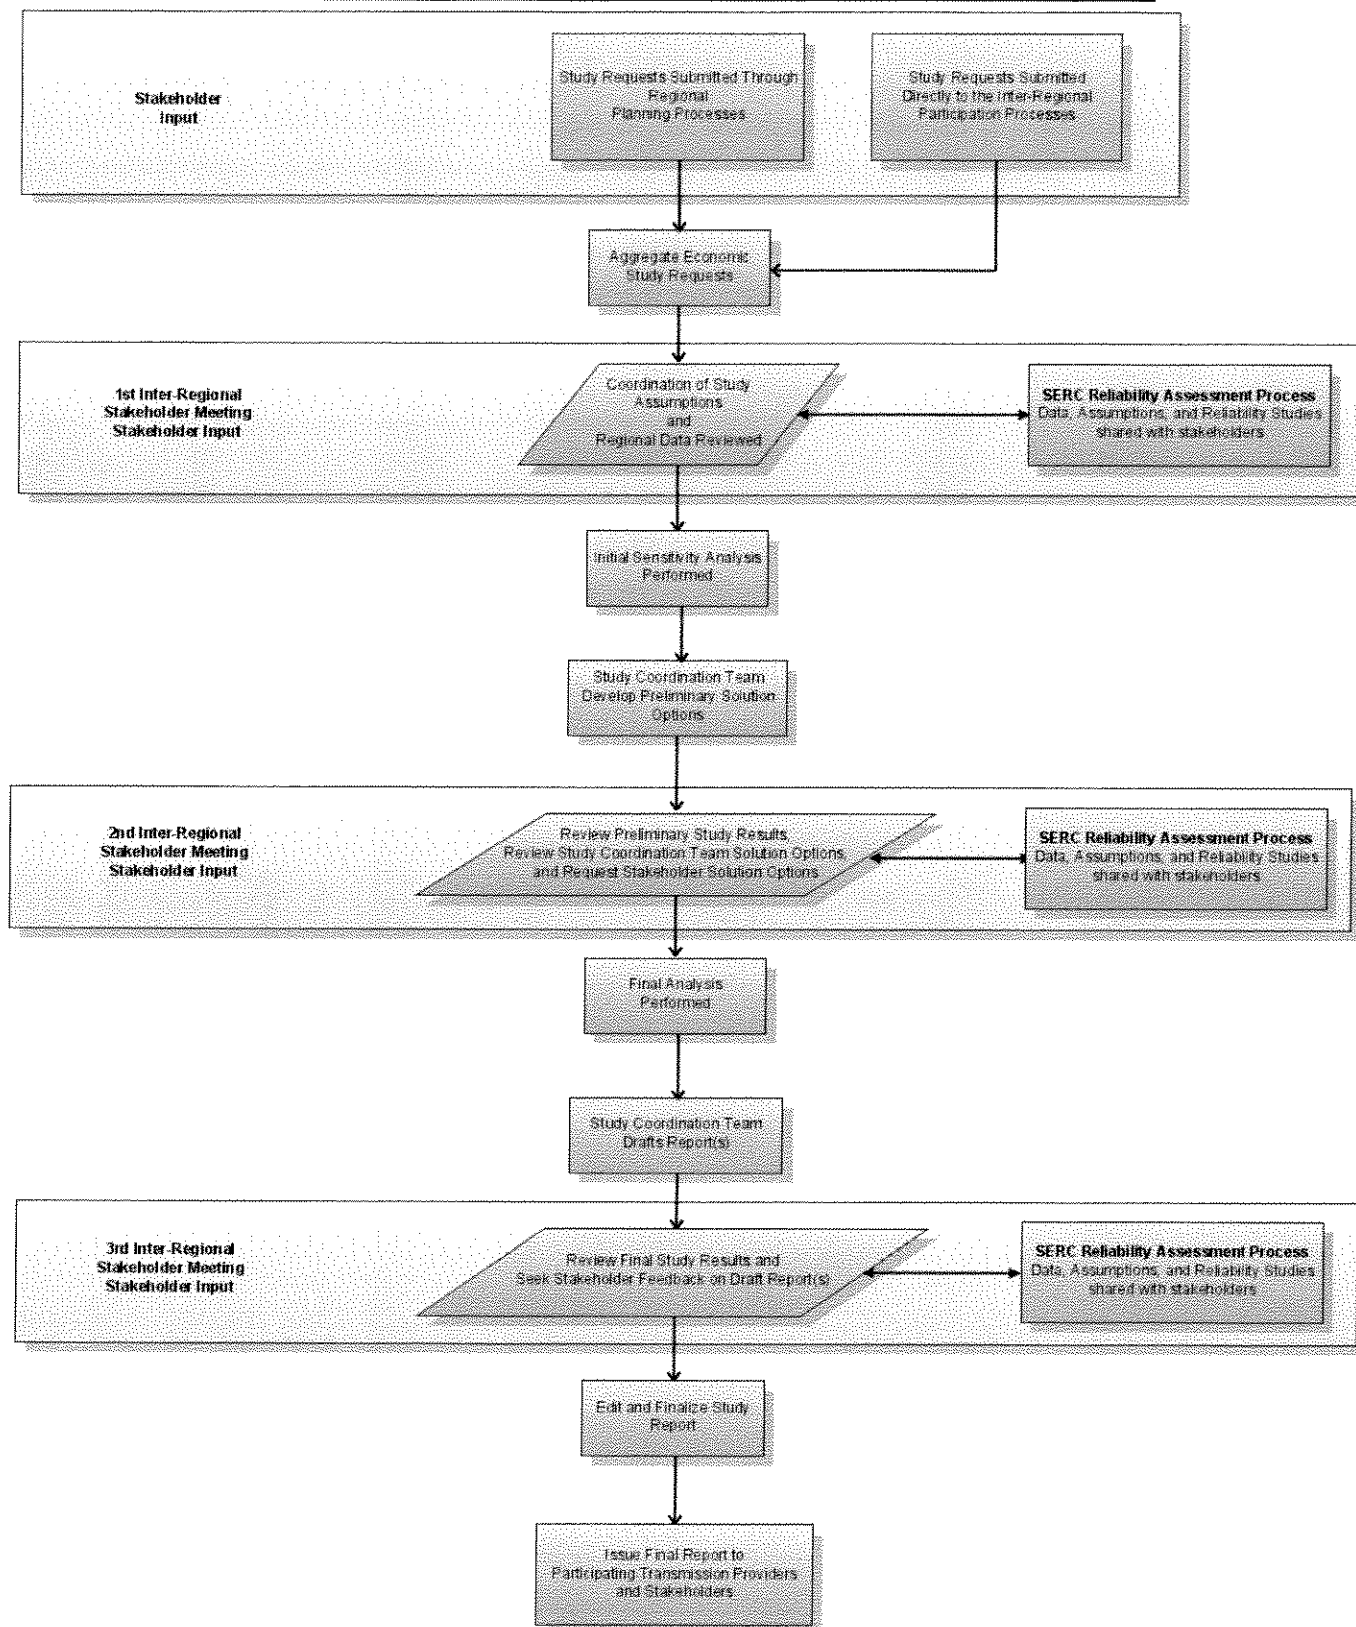 Stakeholder
Input
Study Requests Submitted Through
Regional
Planning Processes
Study Requests Submitted
Directly to the Inter-Regional
Participation Processes
Aggregate Economic
Study Requests
1st Inter-Regional
Stakeholder Meeting
Stakeholder Input
Coordination of Study
Assumptions
and
Regional Data Reviewed
SERC Reliability Assessment Process
Data, Assumptions, and Reliability Studies
shared with stakeholders
Initial Sensitivity Analysis
Performed
Study Coordination Team
Develop Preliminary Solution
Options
2nd Inter-Regional
Stakeholder Meeting
Stakeholder Input
Review Preliminary Study Results
Review Study Coordination Team Solution Options
and Request Stakeholder Solution Options
SERC Reliability Assessment Process
Data, Assumptions, and Reliability Studies
shared with stakeholders
Final Analysis
Performed
Study Coordination Team
Drafts Report(s)
3rd Inter-Regional
Stakeholder Meeting
Stakeholder Input
Review Final Study Results and
Seek Stakeholder Feedback on Draft Report(s)
SERC Reliability Assessment Process
Data, Assumptions, and Reliability Studies
shared with stakeholders
Edit and Finalize Study
Report
Issue Final Report to
Participating Transmission Providers
and Stakeholders